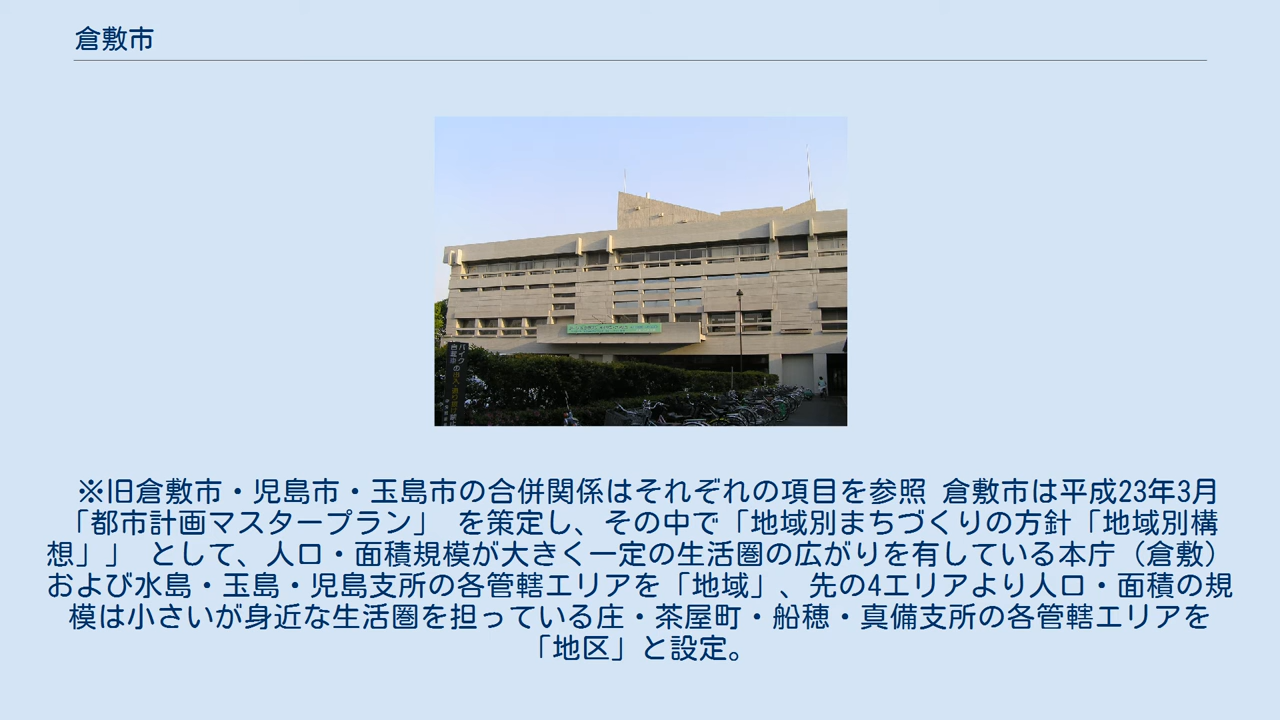 倉敷市
バイク
※旧倉敷市・児島市・玉島市の合併関係はそれぞれの項目を参照 倉敷市は平成23年3月
「都市計画マスタープラン」 を策定し、その中で「地域別まちづくりの方針「地域別構
想」」 として、人口・面積規模が大きく一定の生活圏の広がりを有している本庁（倉敷）
および水島・玉島・児島支所の各管轄エリアを「地域」、先の4エリアより人口・面積の規
模は小さいが身近な生活圏を担っている庄・茶屋町・船穂・真備支所の各管轄エリアを
「地区」と設定。